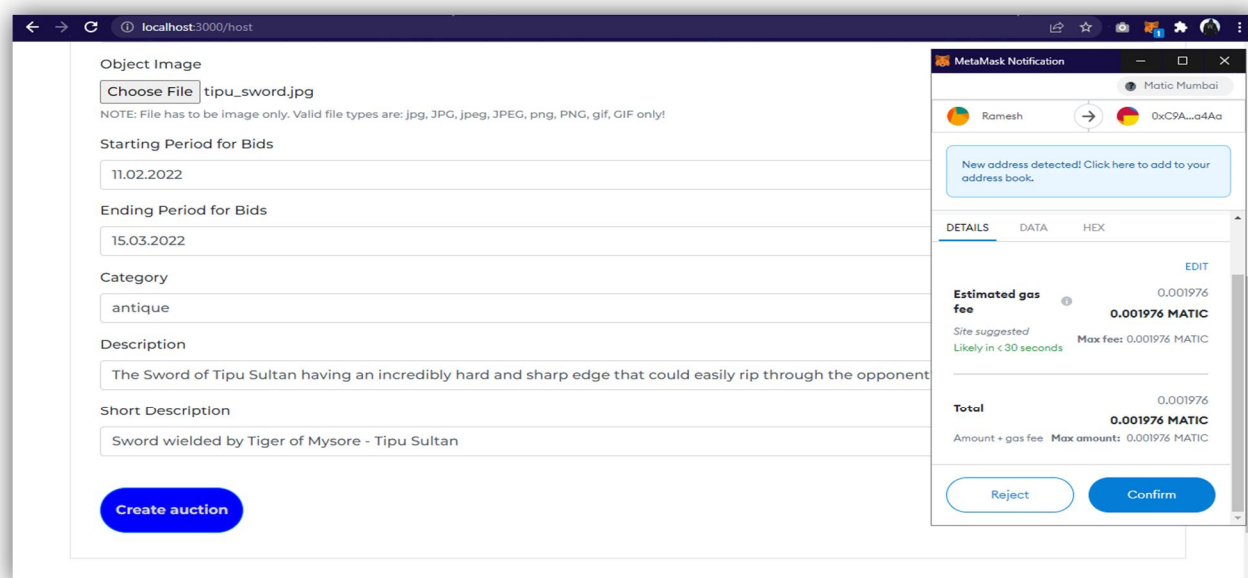 localhost:3000/host
1
Object Image
Choose File tipu_sword.jpg
NOTE: File has to be image only. Valid file types are: jpg, JPG, jpeg, JPEG, png, PNG, gif, GIF only!
Starting Period for Bids
11.02.2022
Ending Period for Bids
15.03.2022
Category
antique
Description
The Sword of Tipu Sultan having an incredibly hard and sharp edge that could easily rip through the opponent
Short Description
Sword wielded by Tiger of Mysore - Tipu Sultan
Create auction
MetaMask Notification
Matic Mumbai
Ramesh 0xC9A...a4Aa
New address detected! Click here to add to your
address book.
DETAILS DATA HEX
EDIT
Estimated gas
fee
0.001976
0.001976 MATIC
Site suggested
Likely in < 30 seconds
Max fee: 0.001976 MATIC
0.001976
Total
0.001976 MATIC
Amount + gas fee Max amount: 0.001976 MATIC
Reject Confirm